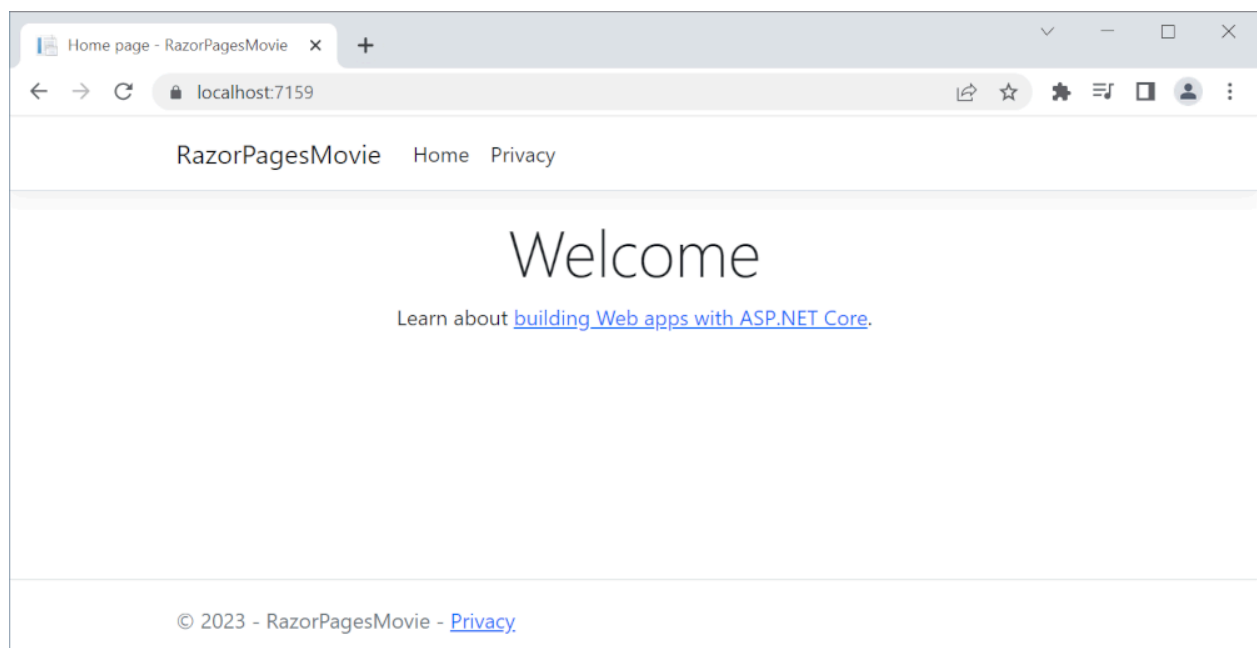 Home page - RazorPagesMovie
localhost:7159
RazorPagesMovie Home Privacy
Welcome
Learn about building Web apps with ASP.NET Core.
© 2023 - RazorPagesMovie - Privacy